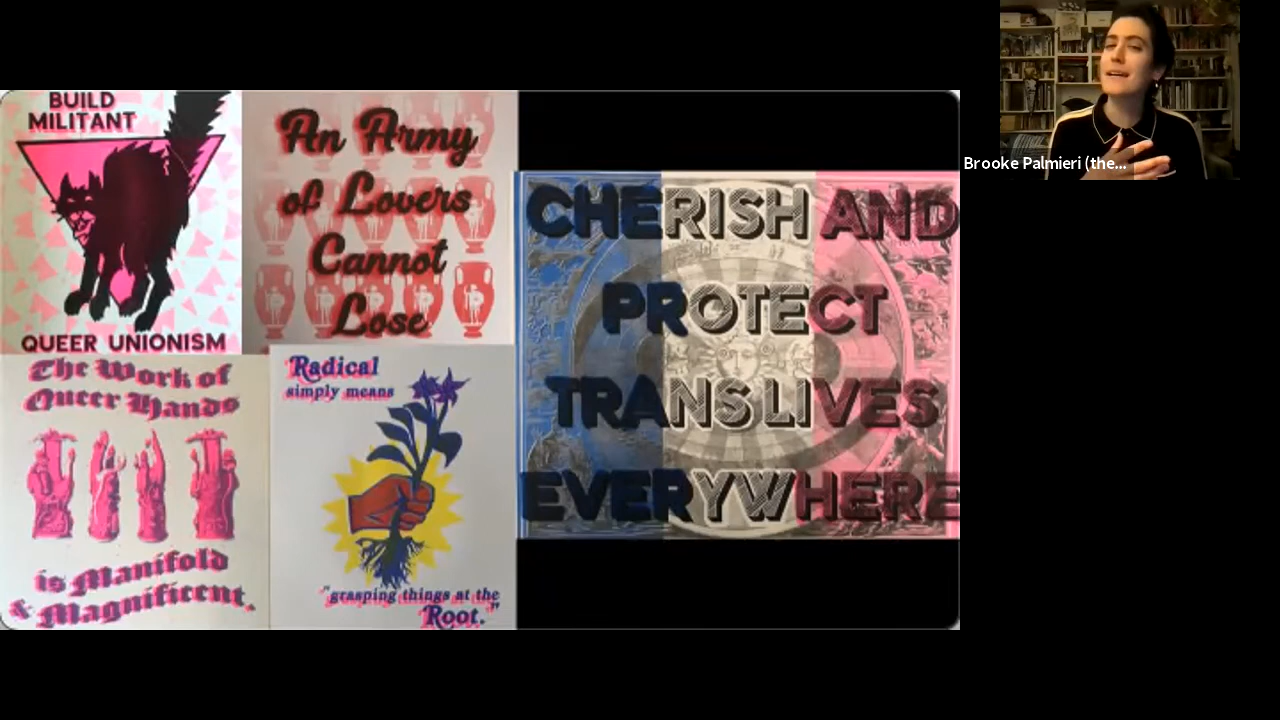 BUILD
MILITANT
QUEER UNIONISM
An Army
of Lovers
Cannot
Lose
The Work of
Queer Hands
is Manifold
& Magnificent.
Radical
simply means
"grasping things at the
Root."
CHERISH AND
PROTECT
TRANS LIVES
EVERYWHERE
Brooke Palmieri (the...